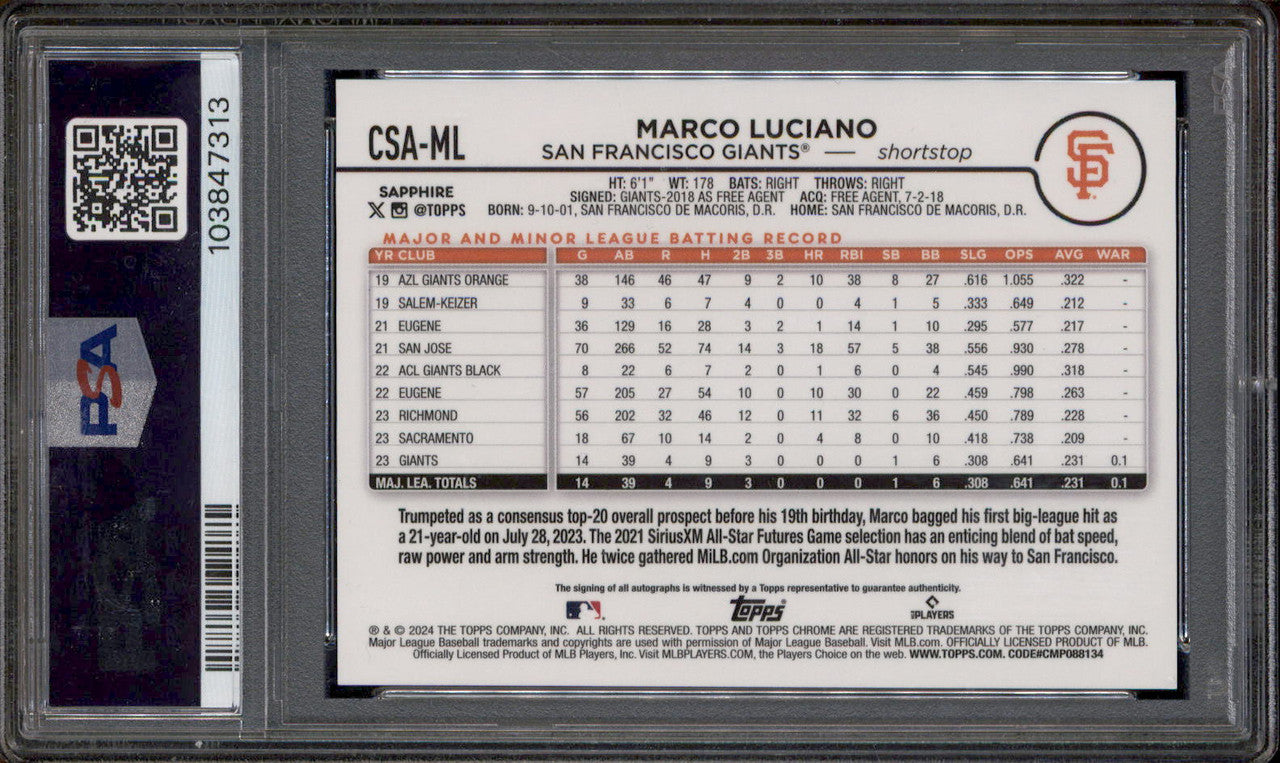 103847313
PSA
CSA-ML
MARCO LUCIANO
SAN FRANCISCO GIANTS® — shortstop
SF
SAPPHIRE
X @TOPPS
HT: 6'1" WT: 178 BATS: RIGHT THROWS: RIGHT
SIGNED: GIANTS-2018 AS FREE AGENT ACQ: FREE AGENT, 7-2-18
BORN: 9-10-01, SAN FRANCISCO DE MACORIS, D.R. HOME: SAN FRANCISCO DE MACORIS, D.R.
MAJOR AND MINOR LEAGUE BATTING RECORD
YR CLUB G AB R H 2B 3B HR RBI SB BB SLG OPS AVG WAR
19 AZL GIANTS ORANGE 38 146 46 47 9 2 10 38 8 27 .616 1.055 .322 -
19 SALEM-KEIZER 9 33 6 7 4 0 0 4 1 5 .333 .649 .212 -
21 EUGENE 36 129 16 28 3 2 1 14 1 10 .295 .577 .217 -
21 SAN JOSE 70 266 52 74 14 3 18 57 5 38 .556 .930 .278 -
22 ACL GIANTS BLACK 8 22 6 7 2 0 1 6 0 4 .545 .990 .318 -
22 EUGENE 57 205 27 54 10 0 10 30 0 22 .459 .798 .263 -
23 RICHMOND 56 202 32 46 12 0 11 32 6 36 .450 .789 .228 -
23 SACRAMENTO 18 67 10 14 2 0 4 8 0 10 .418 .738 .209 -
23 GIANTS 14 39 4 9 3 0 0 0 1 6 .308 .641 .231 0.1
MAJ. LEA. TOTALS 14 39 4 9 3 0 0 0 1 6 .308 .641 .231 0.1
Trumpeted as a consensus top-20 overall prospect before his 19th birthday, Marco bagged his first big-league hit as
a 21-year-old on July 28, 2023. The 2021 SiriusXM All-Star Futures Game selection has an enticing blend of bat speed,
raw power and arm strength. He twice gathered MiLB.com Organization All-Star honors on his way to San Francisco.
The signing of all autographs is witnessed by a Topps representative to guarantee authenticity.
Topps
PLAYERS
® & © 2024 THE TOPPS COMPANY, INC. ALL RIGHTS RESERVED. TOPPS AND TOPPS CHROME ARE REGISTERED TRADEMARKS OF THE TOPPS COMPANY, INC.
Major League Baseball trademarks and copyrights are used with permission of Major League Baseball. Visit MLB.com. OFFICIALLY LICENSED PRODUCT OF MLB.
Officially Licensed Product of MLB Players, Inc. Visit MLBPLAYERS.COM, the Players Choice on the web. WWW.TOPPS.COM. CODE#CMP088134